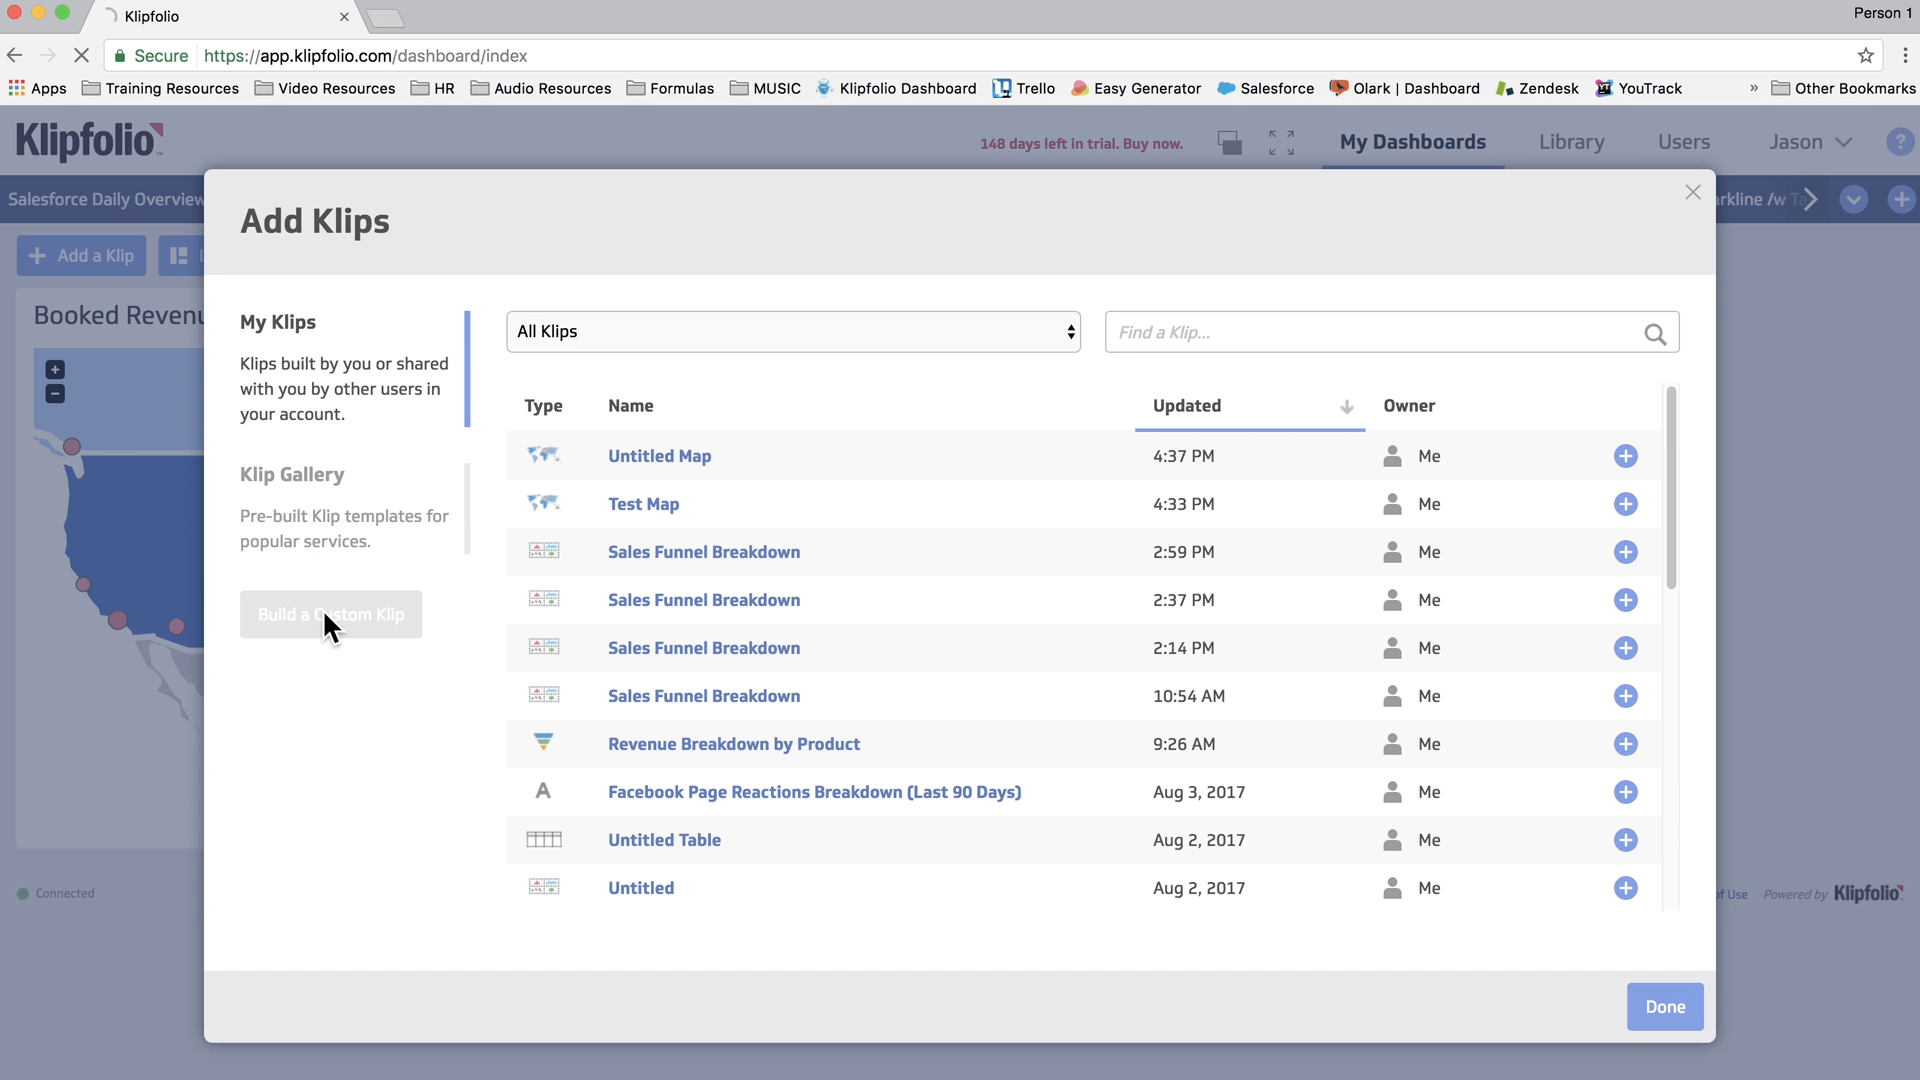 Klipfolio
Person 1
Secure https://app.klipfolio.com/dashboard/index
Apps Training Resources Video Resources HR Audio Resources Formulas MUSIC Klipfolio Dashboard Trello Easy Generator Salesforce Olark | Dashboard Zendesk YouTrack » Other Bookmarks
Klipfolio
148 days left in trial. Buy now.
My Dashboards Library Users Jason ?
Salesforce Daily Overview
arkline /w Ta
+ Add a Klip
Booked Revenu
+
−
Connected
of Use Powered by Klipfolio
Add Klips
My Klips
Klips built by you or shared
with you by other users in
your account.
Klip Gallery
Pre-built Klip templates for
popular services.
Build a Custom Klip
All Klips
Find a Klip...
Type Name Updated Owner
Untitled Map 4:37 PM Me
Test Map 4:33 PM Me
Sales Funnel Breakdown 2:59 PM Me
Sales Funnel Breakdown 2:37 PM Me
Sales Funnel Breakdown 2:14 PM Me
Sales Funnel Breakdown 10:54 AM Me
Revenue Breakdown by Product 9:26 AM Me
A Facebook Page Reactions Breakdown (Last 90 Days) Aug 3, 2017 Me
Untitled Table Aug 2, 2017 Me
Untitled Aug 2, 2017 Me
Done